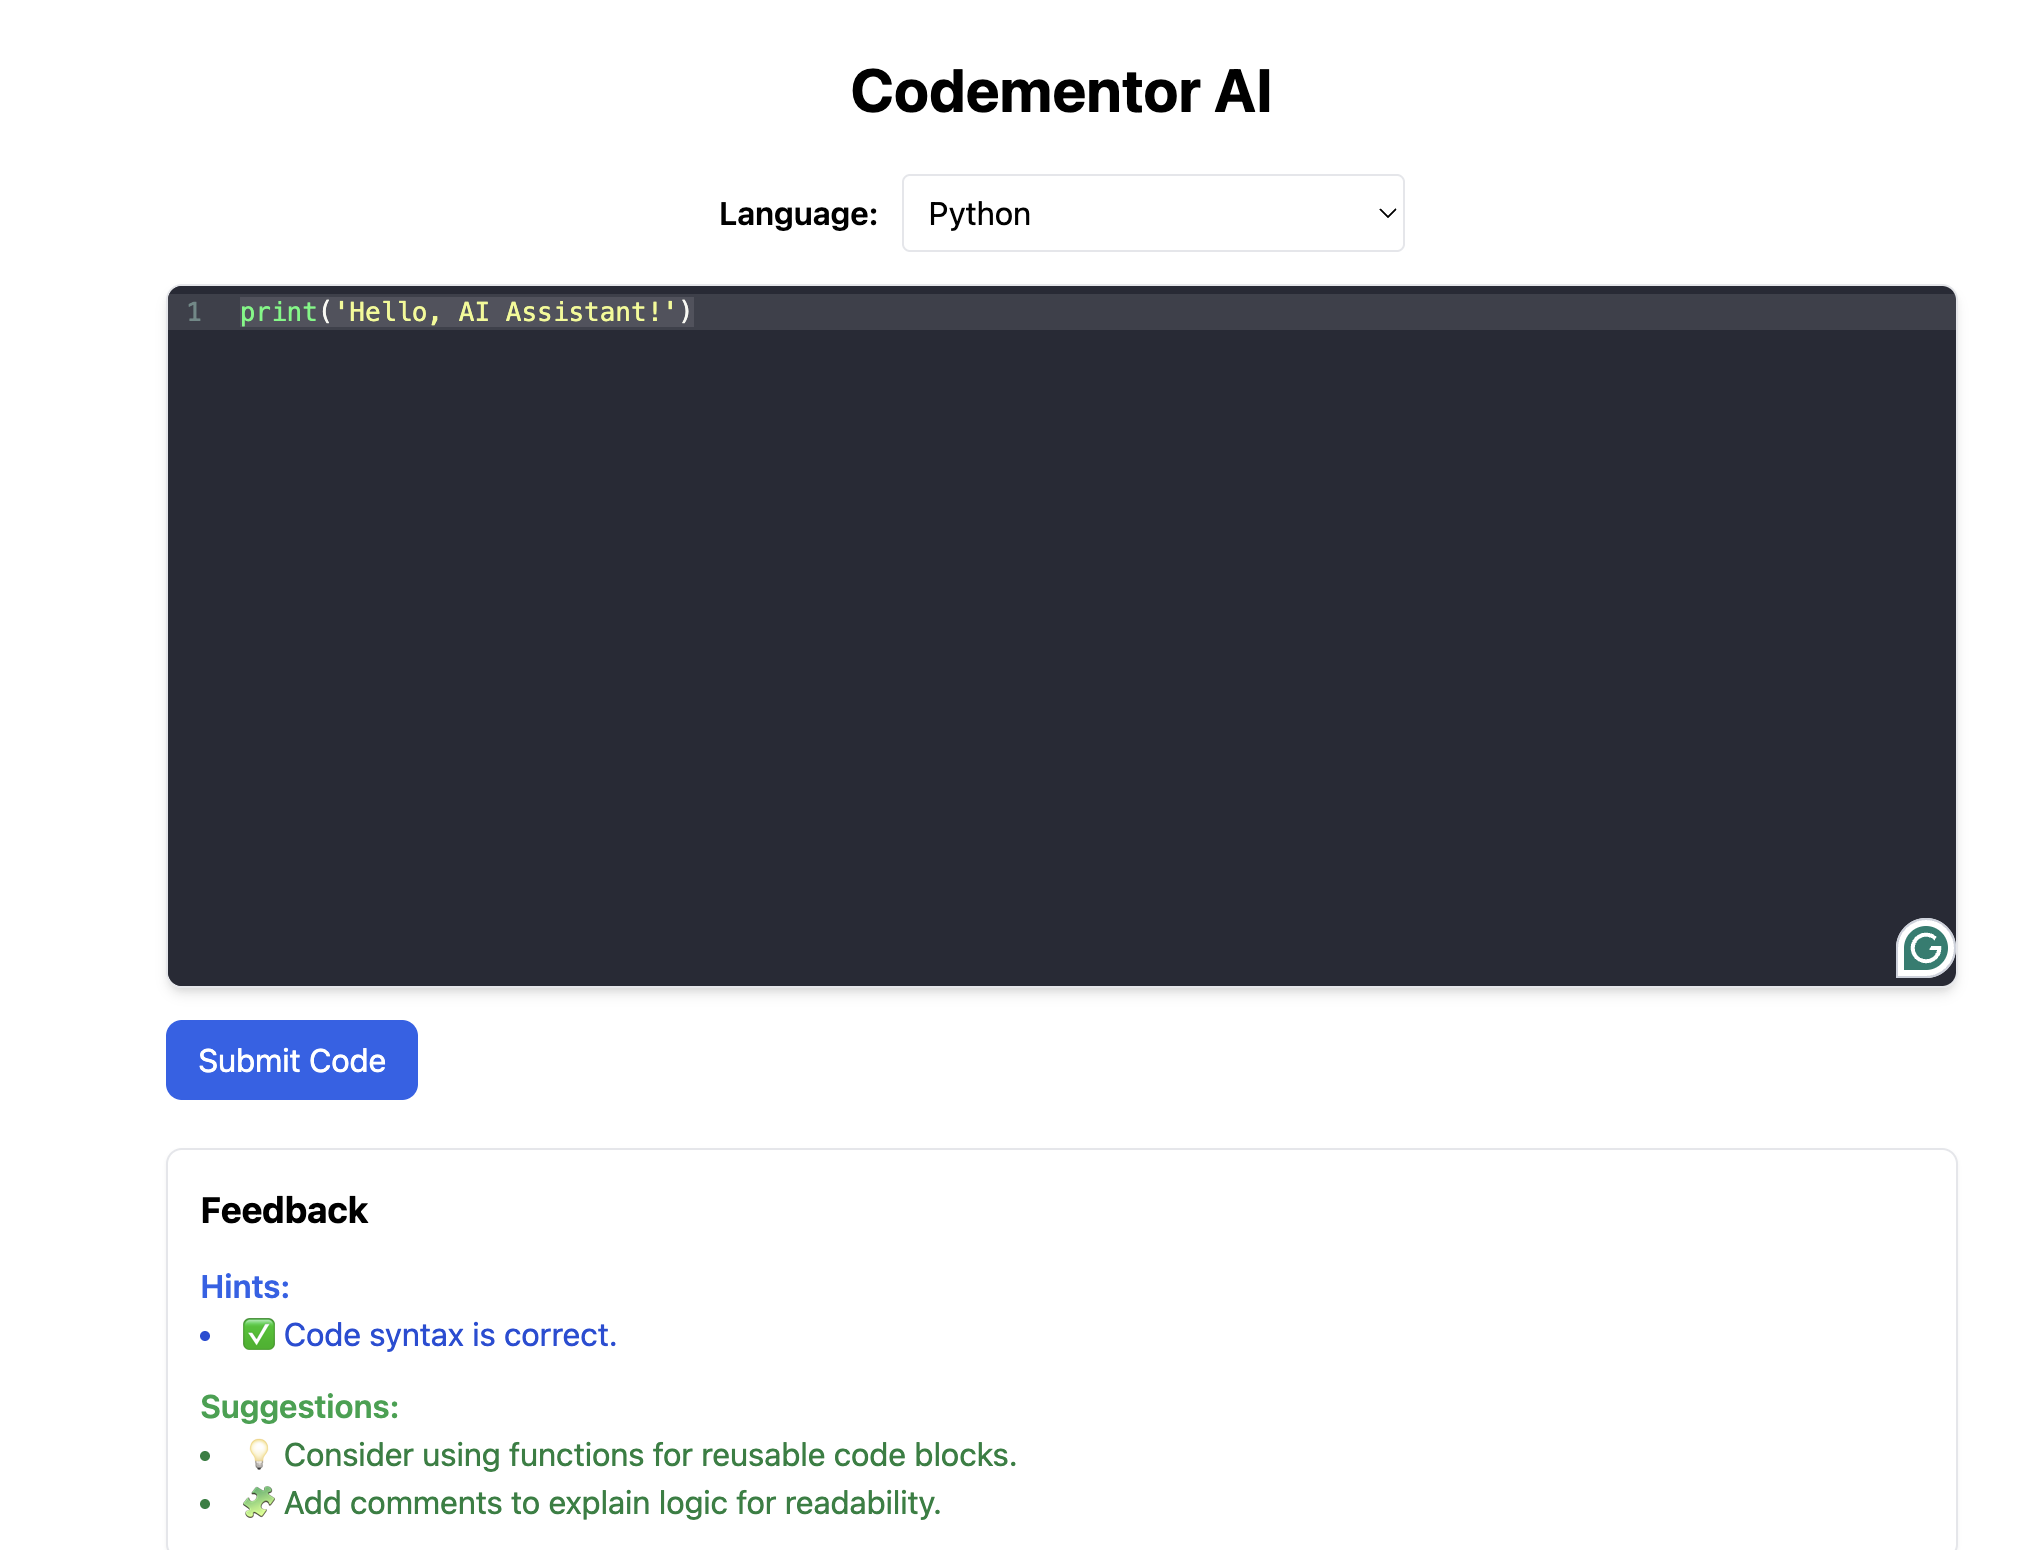 Codementor AI
Language: Python
1 print('Hello, AI Assistant!')
G
Submit Code
Feedback
Hints:
• ✅ Code syntax is correct.
Suggestions:
• 💡 Consider using functions for reusable code blocks.
• 🧩 Add comments to explain logic for readability.